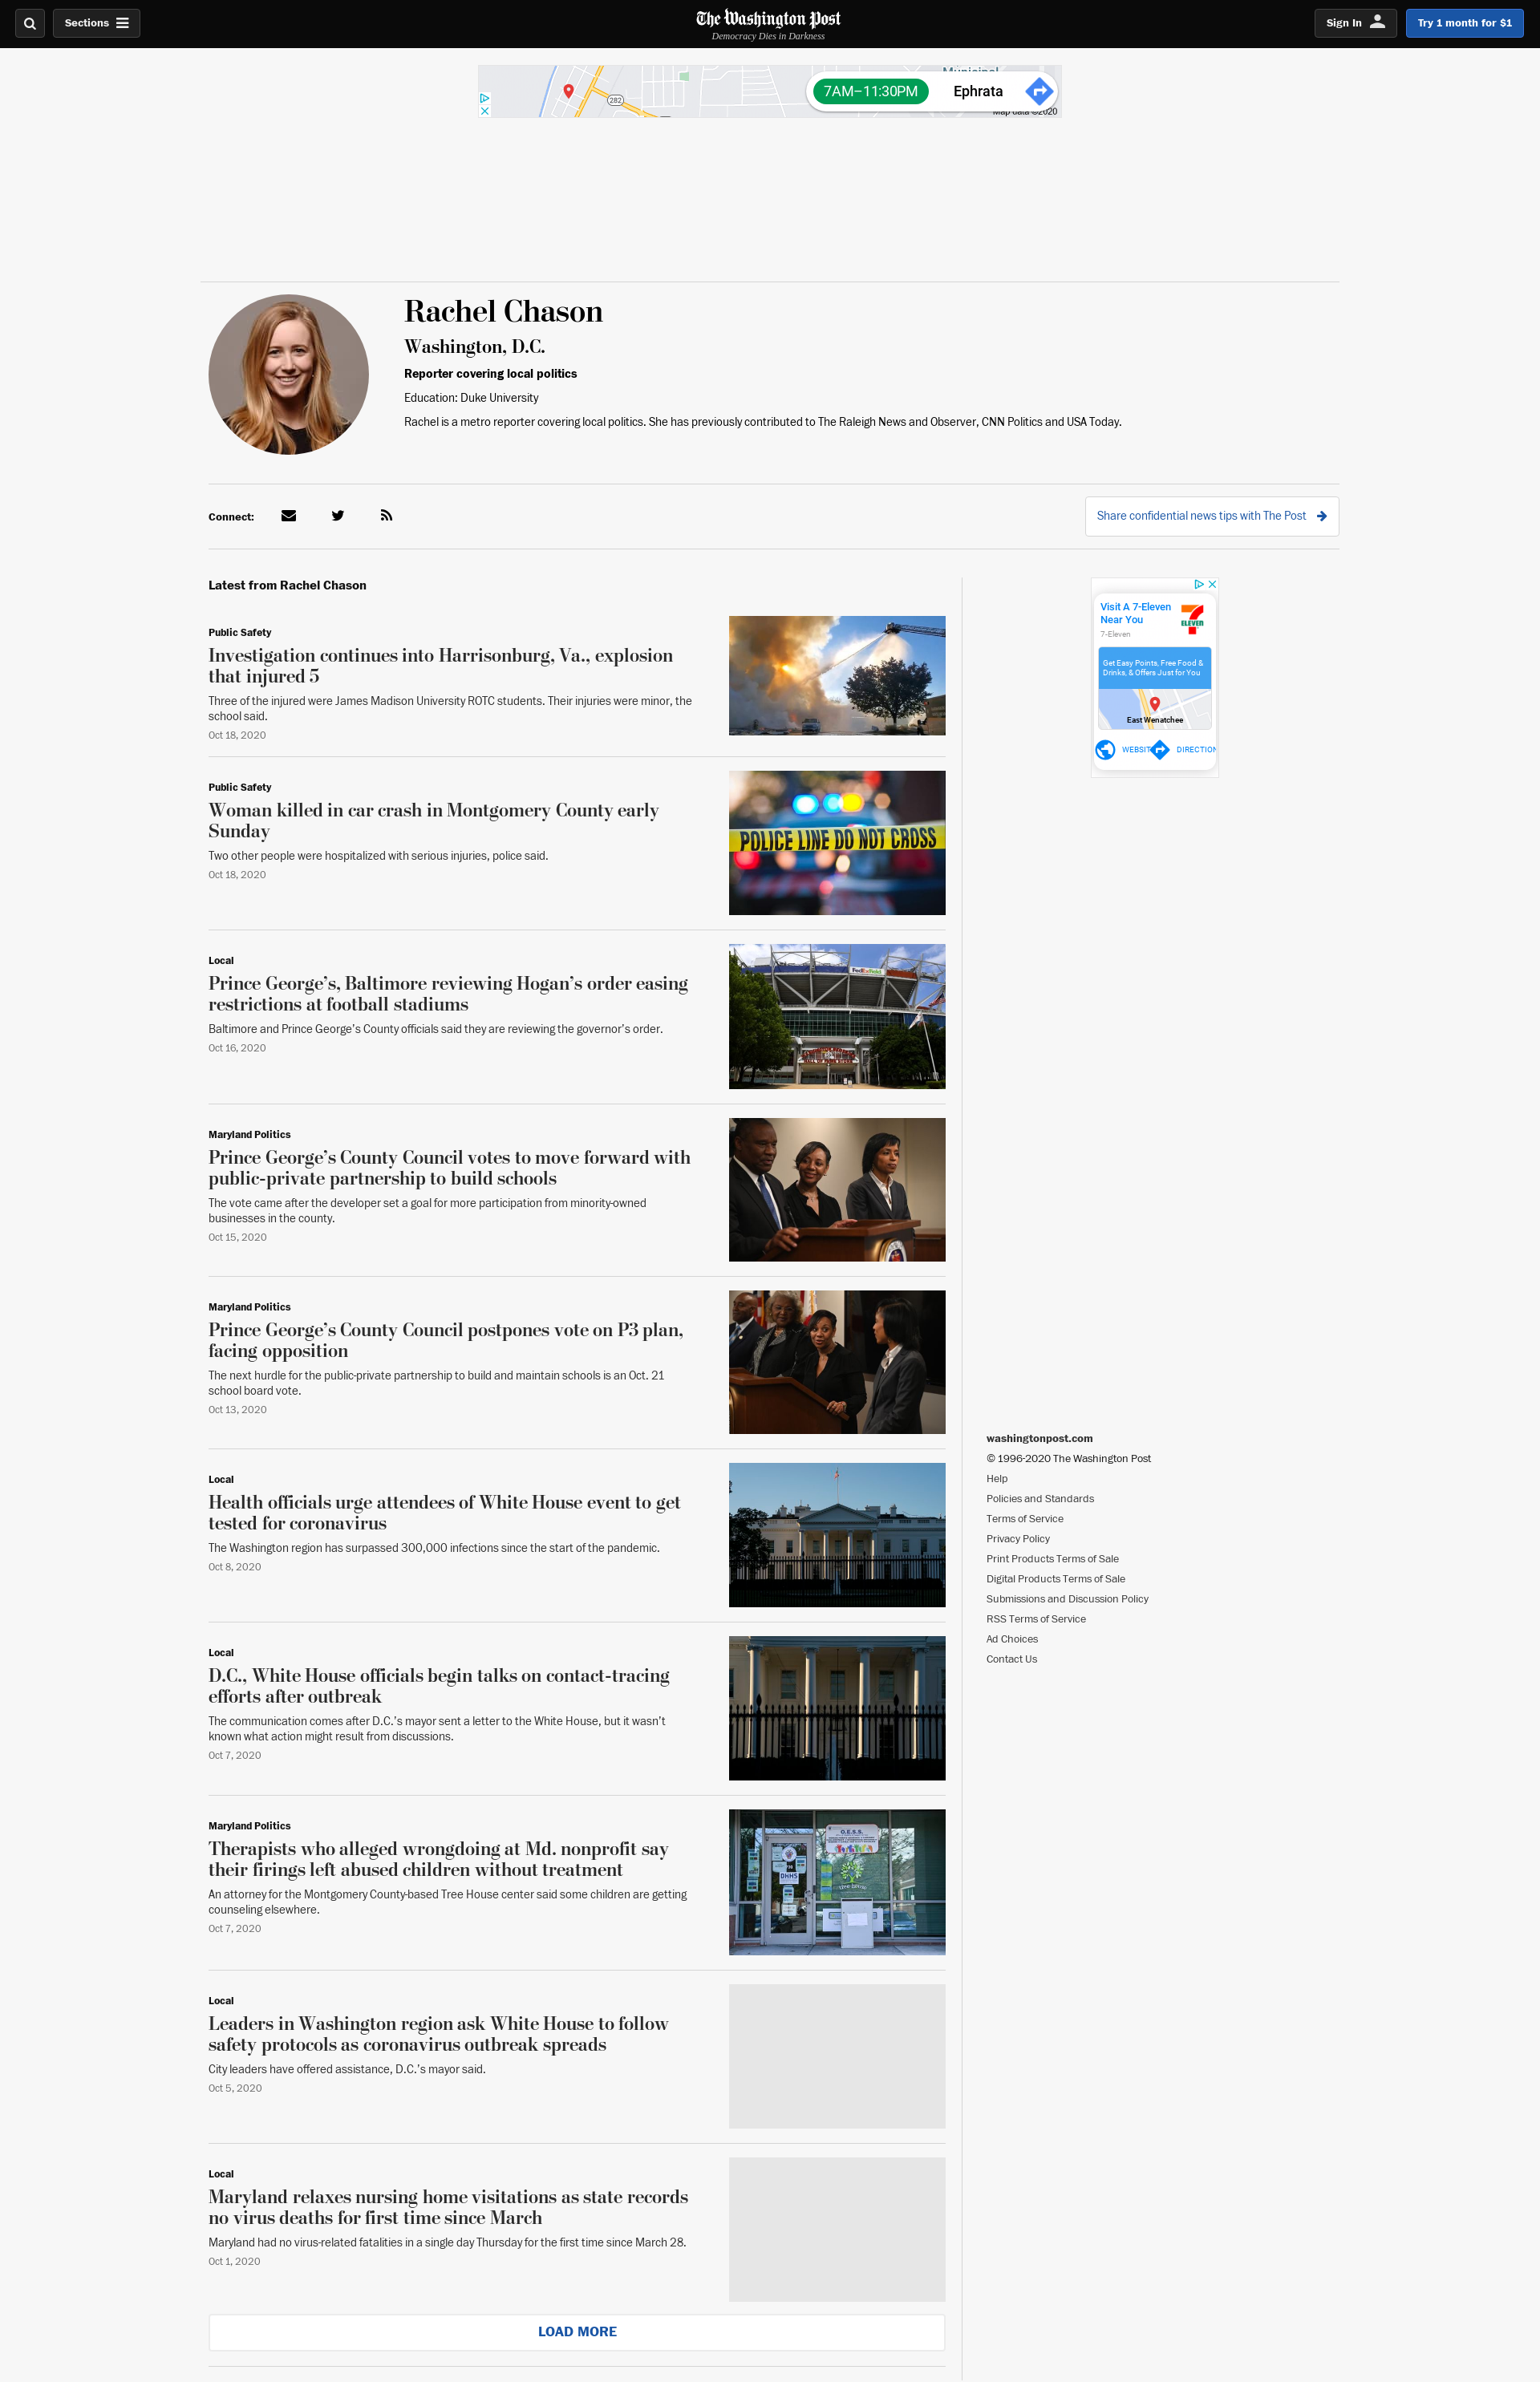 Sections
The Washington Post
Democracy Dies in Darkness
Sign In
Try 1 month for $1
282
7AM–11:30PM
Ephrata
Map data ©2020
Rachel Chason
Washington, D.C.
Reporter covering local politics
Education: Duke University
Rachel is a metro reporter covering local politics. She has previously contributed to The Raleigh News and Observer, CNN Politics and USA Today.
Connect:
Share confidential news tips with The Post
Latest from Rachel Chason
Public Safety
Investigation continues into Harrisonburg, Va., explosion
that injured 5
Three of the injured were James Madison University ROTC students. Their injuries were minor, the
school said.
Oct 18, 2020
Public Safety
Woman killed in car crash in Montgomery County early
Sunday
Two other people were hospitalized with serious injuries, police said.
Oct 18, 2020
POLICE LINE DO NOT CROSS
Local
Prince George’s, Baltimore reviewing Hogan’s order easing
restrictions at football stadiums
Baltimore and Prince George’s County officials said they are reviewing the governor’s order.
Oct 16, 2020
FedExField
Maryland Politics
Prince George’s County Council votes to move forward with
public-private partnership to build schools
The vote came after the developer set a goal for more participation from minority-owned
businesses in the county.
Oct 15, 2020
Maryland Politics
Prince George’s County Council postpones vote on P3 plan,
facing opposition
The next hurdle for the public-private partnership to build and maintain schools is an Oct. 21
school board vote.
Oct 13, 2020
Local
Health officials urge attendees of White House event to get
tested for coronavirus
The Washington region has surpassed 300,000 infections since the start of the pandemic.
Oct 8, 2020
Local
D.C., White House officials begin talks on contact-tracing
efforts after outbreak
The communication comes after D.C.’s mayor sent a letter to the White House, but it wasn’t
known what action might result from discussions.
Oct 7, 2020
Maryland Politics
Therapists who alleged wrongdoing at Md. nonprofit say
their firings left abused children without treatment
An attorney for the Montgomery County-based Tree House center said some children are getting
counseling elsewhere.
Oct 7, 2020
O.E.S.S.
DHHS
tree house
Local
Leaders in Washington region ask White House to follow
safety protocols as coronavirus outbreak spreads
City leaders have offered assistance, D.C.’s mayor said.
Oct 5, 2020
Local
Maryland relaxes nursing home visitations as state records
no virus deaths for first time since March
Maryland had no virus-related fatalities in a single day Thursday for the first time since March 28.
Oct 1, 2020
LOAD MORE
Visit A 7-Eleven
Near You
7-Eleven
ELEVEN
Get Easy Points, Free Food &
Drinks, & Offers Just for You
East Wenatchee
WEBSIT
DIRECTION
washingtonpost.com
© 1996-2020 The Washington Post
Help
Policies and Standards
Terms of Service
Privacy Policy
Print Products Terms of Sale
Digital Products Terms of Sale
Submissions and Discussion Policy
RSS Terms of Service
Ad Choices
Contact Us